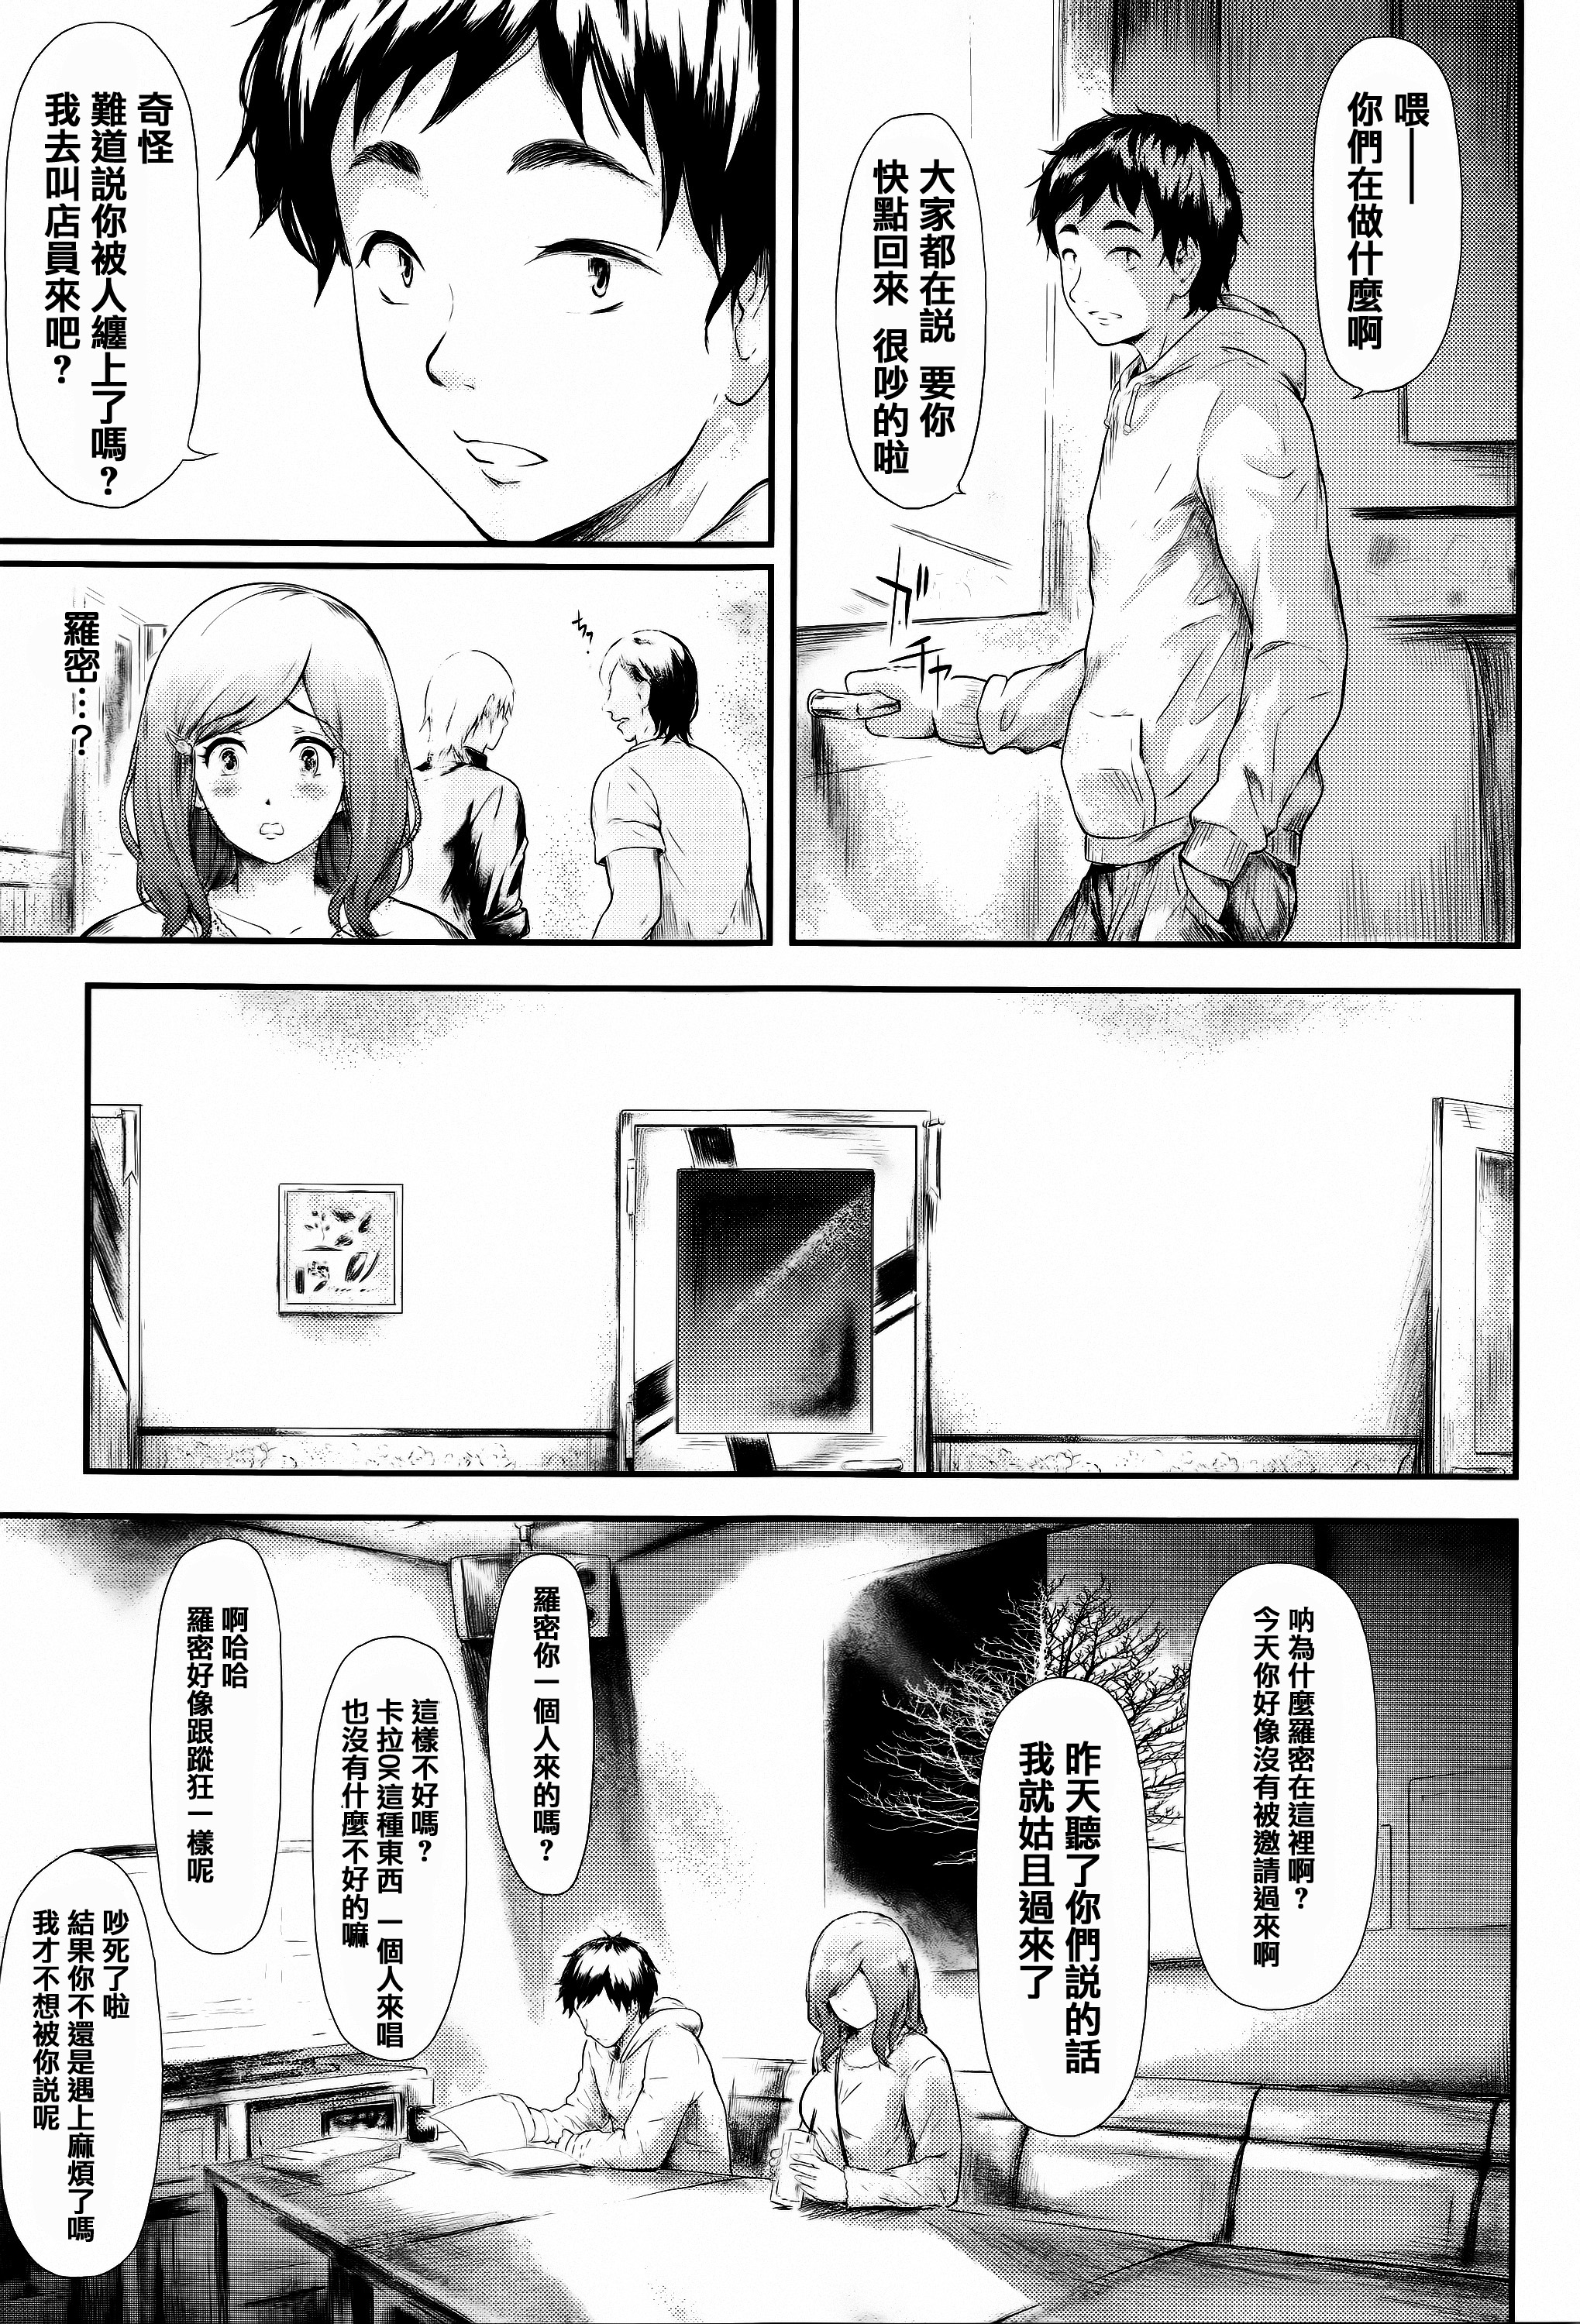 喂——
你們在做什麼啊
大家都在説 要你
快點回來 很吵的啦
ガチャ
奇怪
難道説你被人纏上了嗎?
我去叫店員來吧?
ちっ
羅密…?
吶為什麼羅密在這裡啊?
今天你好像沒有被邀請過來啊
昨天聽了你們説的話
我就姑且過來了
羅密你一個人來的嗎?
這樣不好嗎?
卡拉OK這種東西 一個人來唱
也沒有什麼不好的嘛
啊哈哈
羅密好像跟蹤狂一樣呢
吵死了啦
結果你不還是遇上麻煩了嗎
我才不想被你說呢